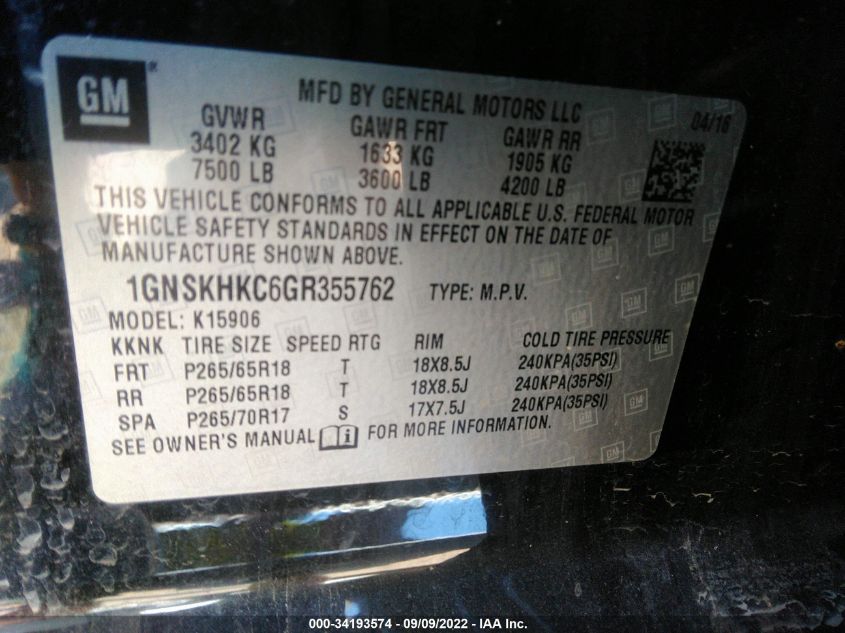 GM®
MFD BY GENERAL MOTORS LLC
04/16
GVWR GAWR FRT GAWR RR
3402 KG 1633 KG 1905 KG
7500 LB 3600 LB 4200 LB
THIS VEHICLE CONFORMS TO ALL APPLICABLE U.S. FEDERAL MOTOR
VEHICLE SAFETY STANDARDS IN EFFECT ON THE DATE OF
MANUFACTURE SHOWN ABOVE.
1GNSKHKC6GR355762 TYPE: M.P.V.
MODEL: K15906
KKNK TIRE SIZE SPEED RTG RIM COLD TIRE PRESSURE
FRT P265/65R18 T 18X8.5J 240KPA(35PSI)
RR P265/65R18 T 18X8.5J 240KPA(35PSI)
SPA P265/70R17 S 17X7.5J 240KPA(35PSI)
SEE OWNER'S MANUAL FOR MORE INFORMATION.
000-34193574 - 09/09/2022 - IAA Inc.